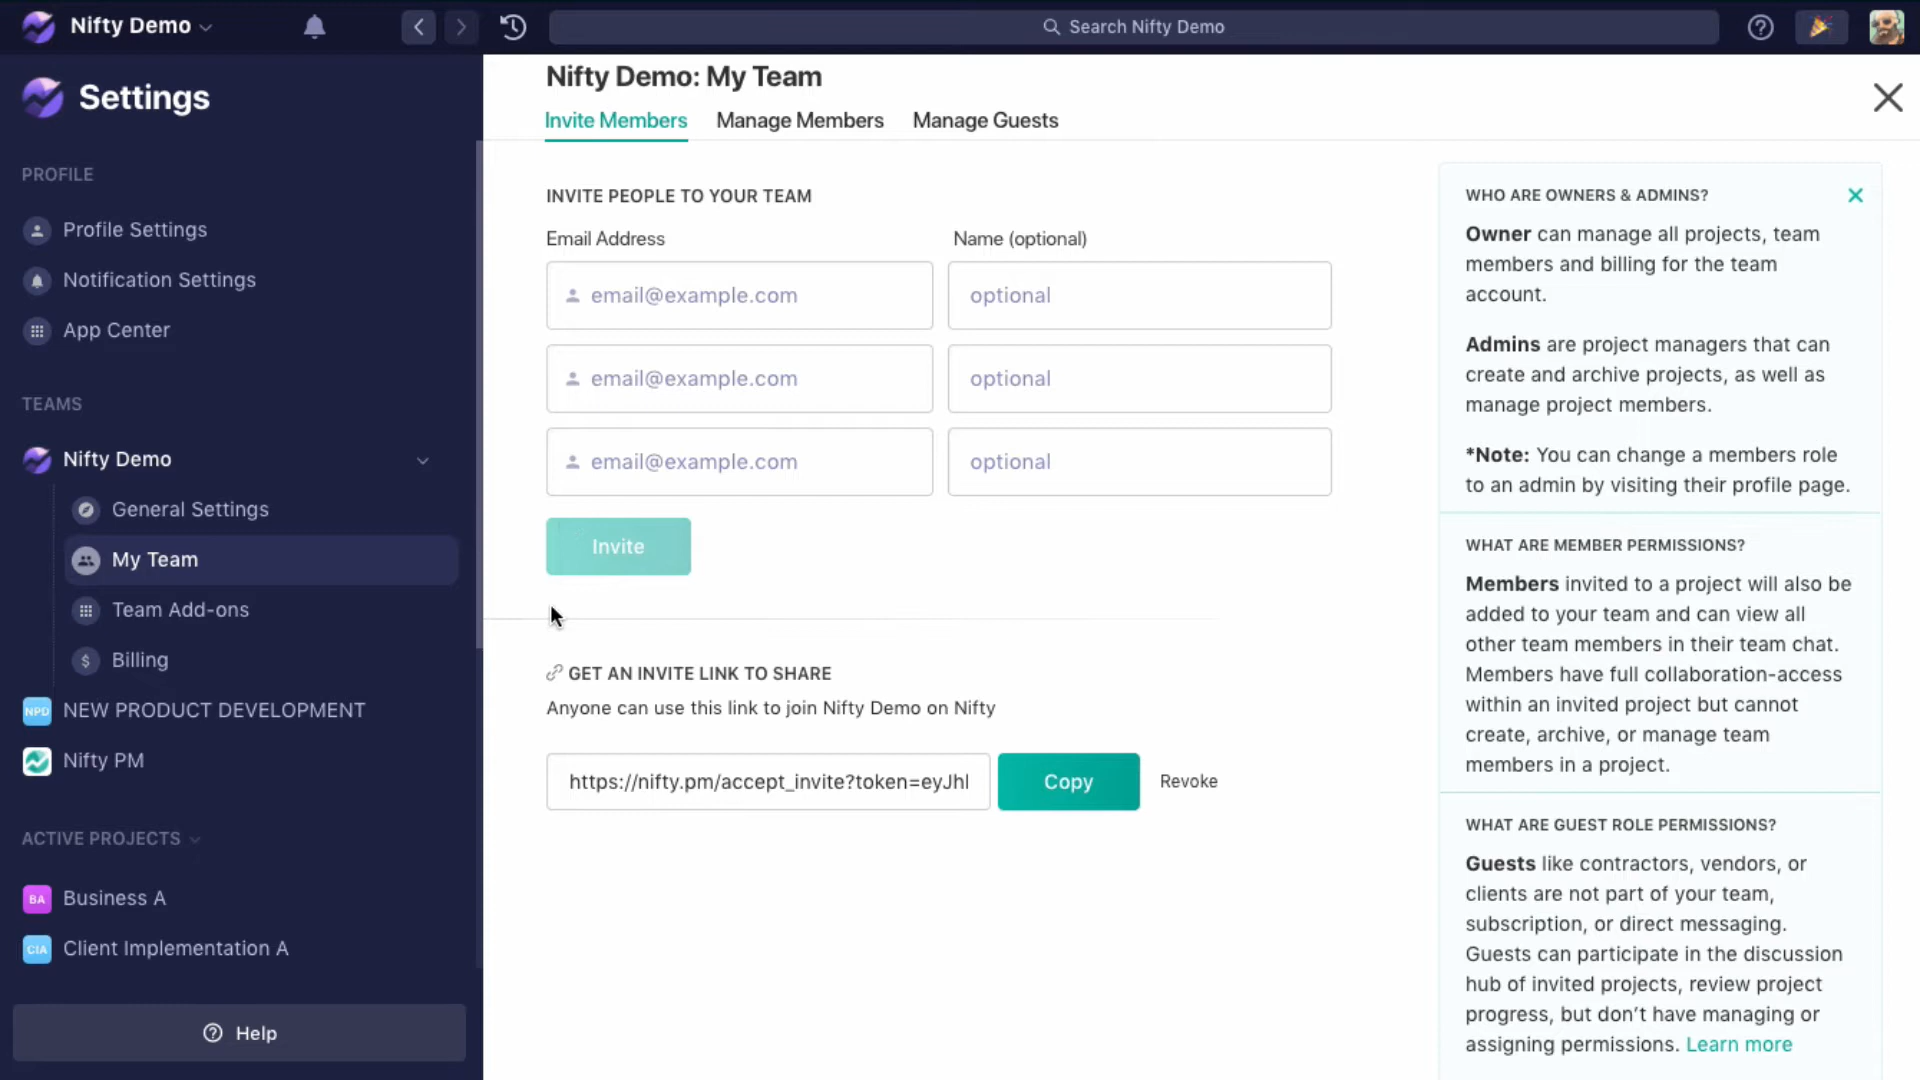 Nifty Demo
Search Nifty Demo
Settings
PROFILE
Profile Settings
Notification Settings
App Center
TEAMS
Nifty Demo
General Settings
My Team
Team Add-ons
$ Billing
NPD NEW PRODUCT DEVELOPMENT
Nifty PM
ACTIVE PROJECTS
BA Business A
CIA Client Implementation A
? Help
Nifty Demo: My Team
Invite Members Manage Members Manage Guests
INVITE PEOPLE TO YOUR TEAM
Email Address Name (optional)
email@example.com optional
email@example.com optional
email@example.com optional
Invite
GET AN INVITE LINK TO SHARE
Anyone can use this link to join Nifty Demo on Nifty
https://nifty.pm/accept_invite?token=eyJhl Copy Revoke
WHO ARE OWNERS & ADMINS?
Owner can manage all projects, team
members and billing for the team
account.
Admins are project managers that can
create and archive projects, as well as
manage project members.
*Note: You can change a members role
to an admin by visiting their profile page.
WHAT ARE MEMBER PERMISSIONS?
Members invited to a project will also be
added to your team and can view all
other team members in their team chat.
Members have full collaboration-access
within an invited project but cannot
create, archive, or manage team
members in a project.
WHAT ARE GUEST ROLE PERMISSIONS?
Guests like contractors, vendors, or
clients are not part of your team,
subscription, or direct messaging.
Guests can participate in the discussion
hub of invited projects, review project
progress, but don't have managing or
assigning permissions. Learn more